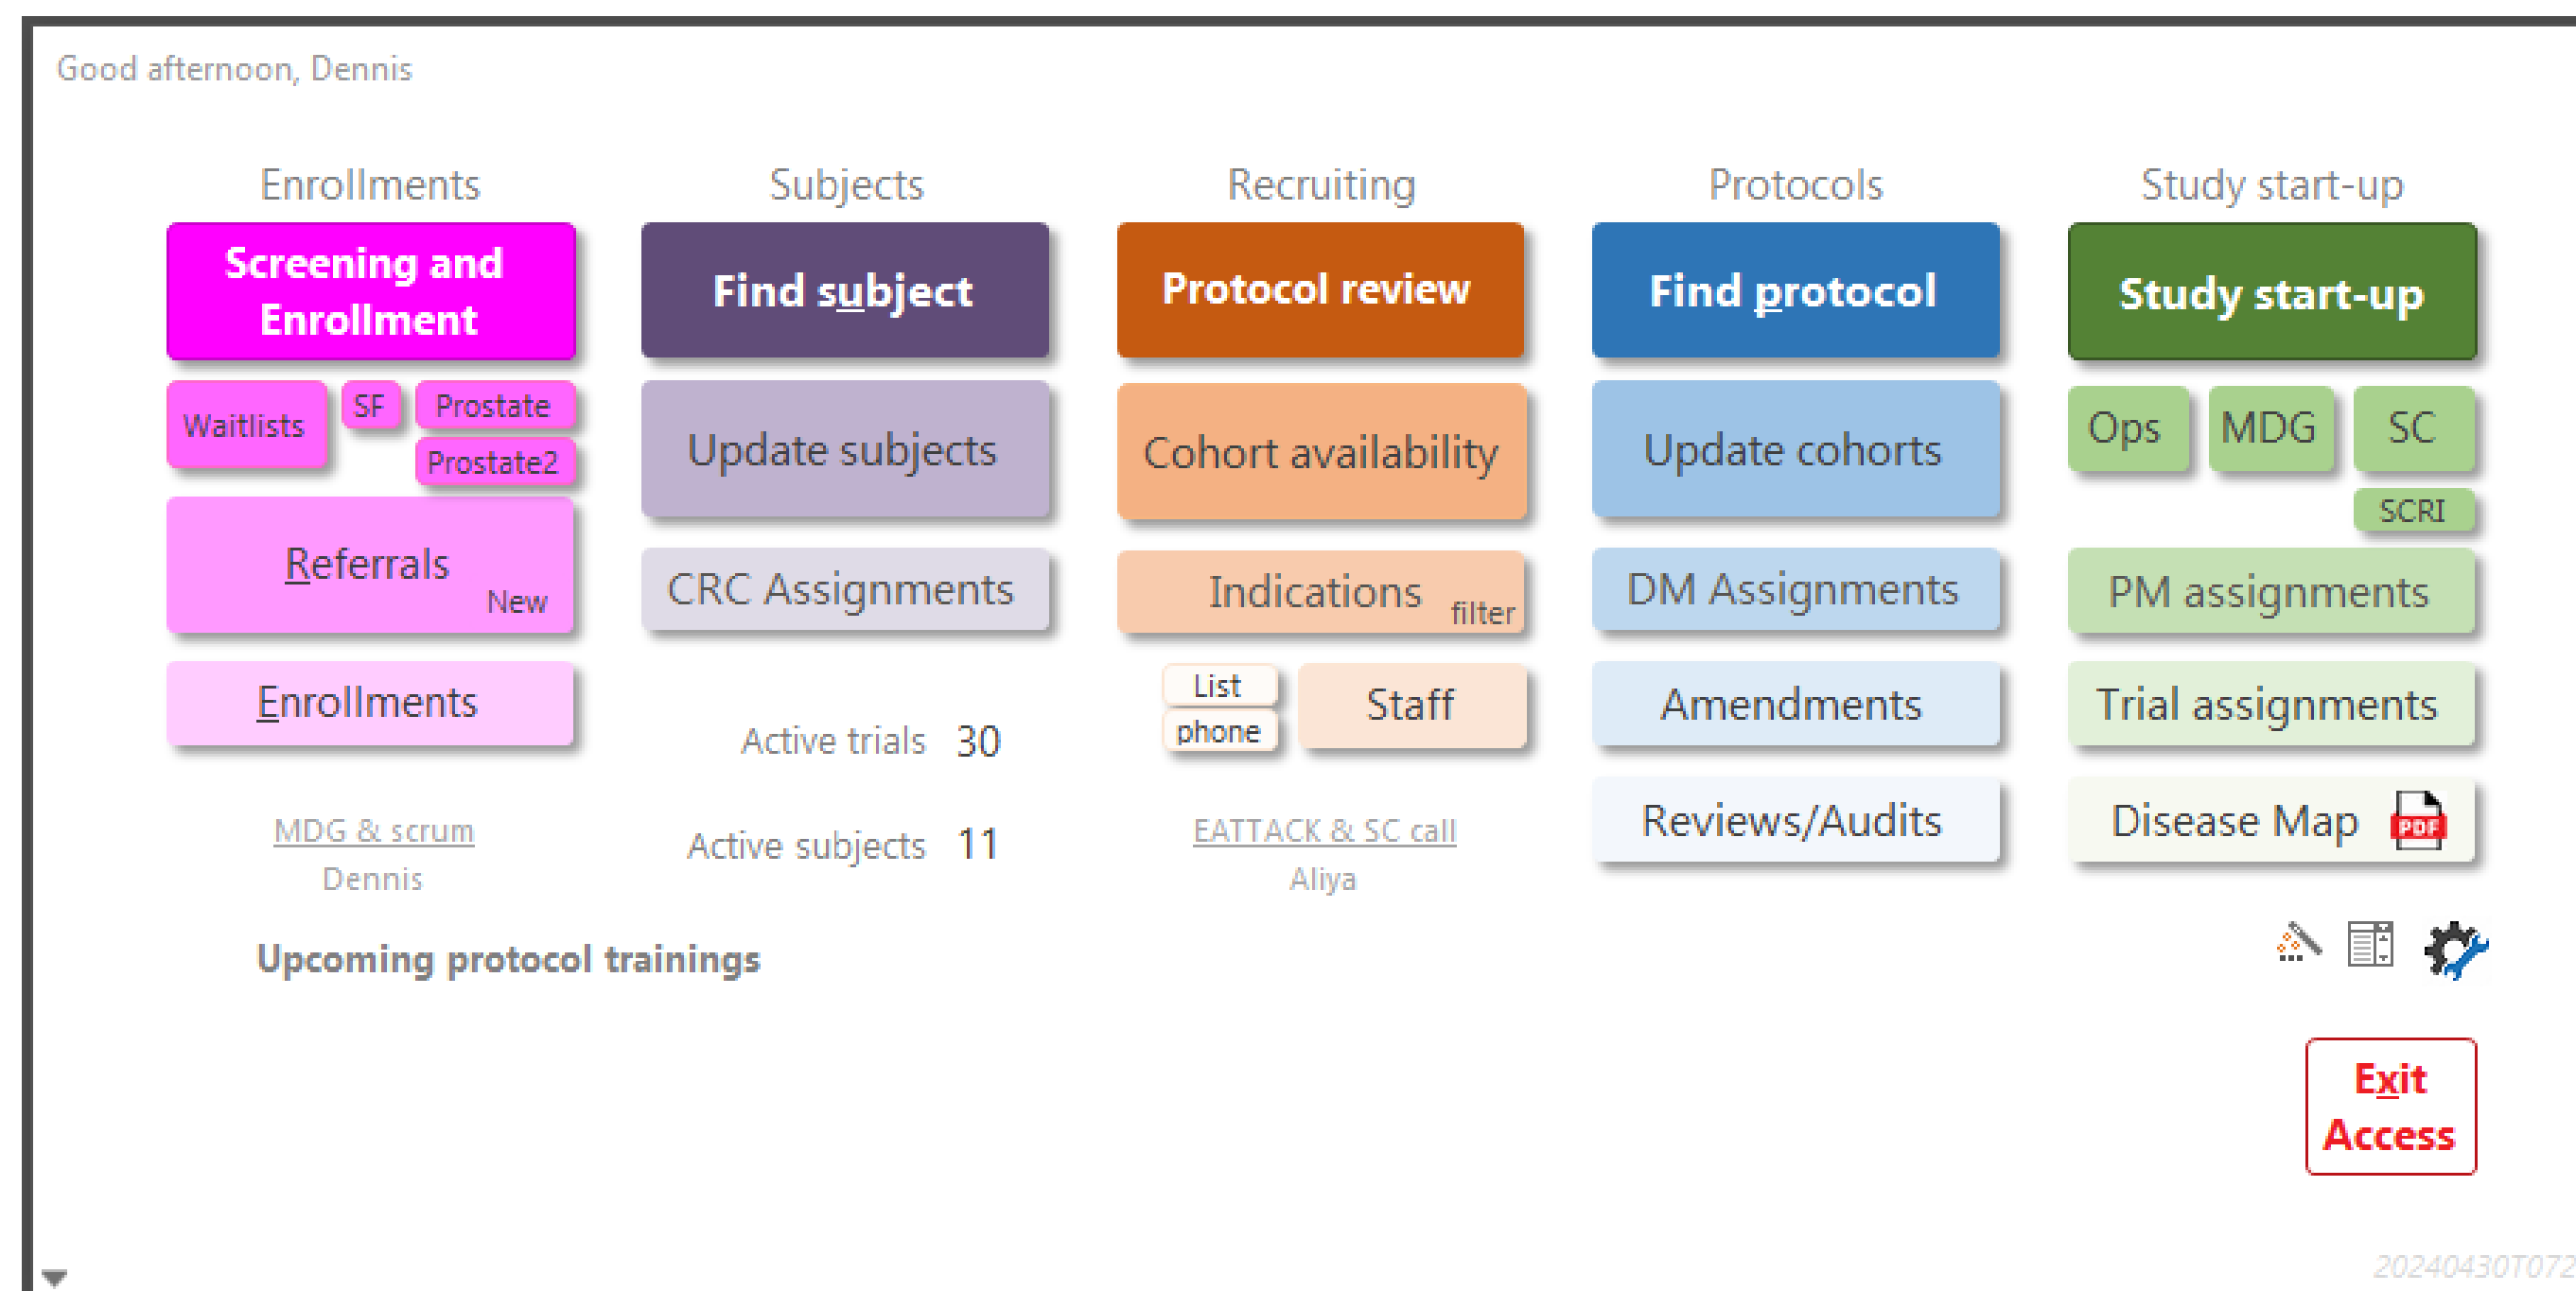 Good afternoon, Dennis
Enrollments
Subjects
Recruiting
Protocols
Study start-up
Screening and
Enrollment
Find subject
Protocol review
Find protocol
Study start-up
Waitlists
SF
Prostate
Prostate2
Update subjects
Cohort availability
Update cohorts
Ops
MDG
SC
SCRI
Referrals
New
CRC Assignments
Indications
filter
DM Assignments
PM assignments
Enrollments
List
phone
Staff
Amendments
Trial assignments
Active trials 30
Reviews/Audits
Disease Map
PDF
MDG & scrum
Dennis
Active subjects 11
EATTACK & SC call
Aliya
Upcoming protocol trainings
Exit
Access
20240430T072